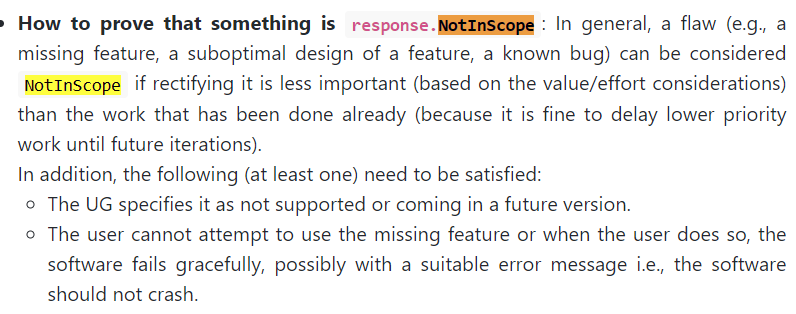 • How to prove that something is response.NotInScope : In general, a flaw (e.g., a
missing feature, a suboptimal design of a feature, a known bug) can be considered
NotInScope if rectifying it is less important (based on the value/effort considerations)
than the work that has been done already (because it is fine to delay lower priority
work until future iterations).
In addition, the following (at least one) need to be satisfied:
◦ The UG specifies it as not supported or coming in a future version.
◦ The user cannot attempt to use the missing feature or when the user does so, the
software fails gracefully, possibly with a suitable error message i.e., the software
should not crash.